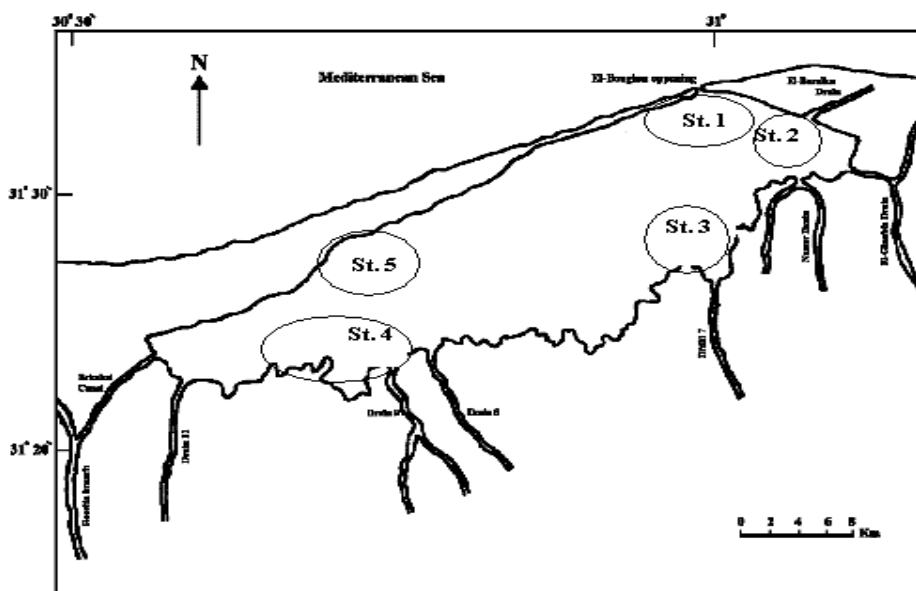 30° 30`
31°
N
Mediterranean Sea
El-Boughaz opening
El-Burullus
Drain
St. 1
St. 2
31° 30`
St. 3
Nasser Drain
El-Gharbia Drain
St. 5
St. 4
Brimbal
Canal
Drain 7
Drain 11
Drain 9
Drain 8
31° 20`
Rosetta branch
0 2 4 6 8
Km